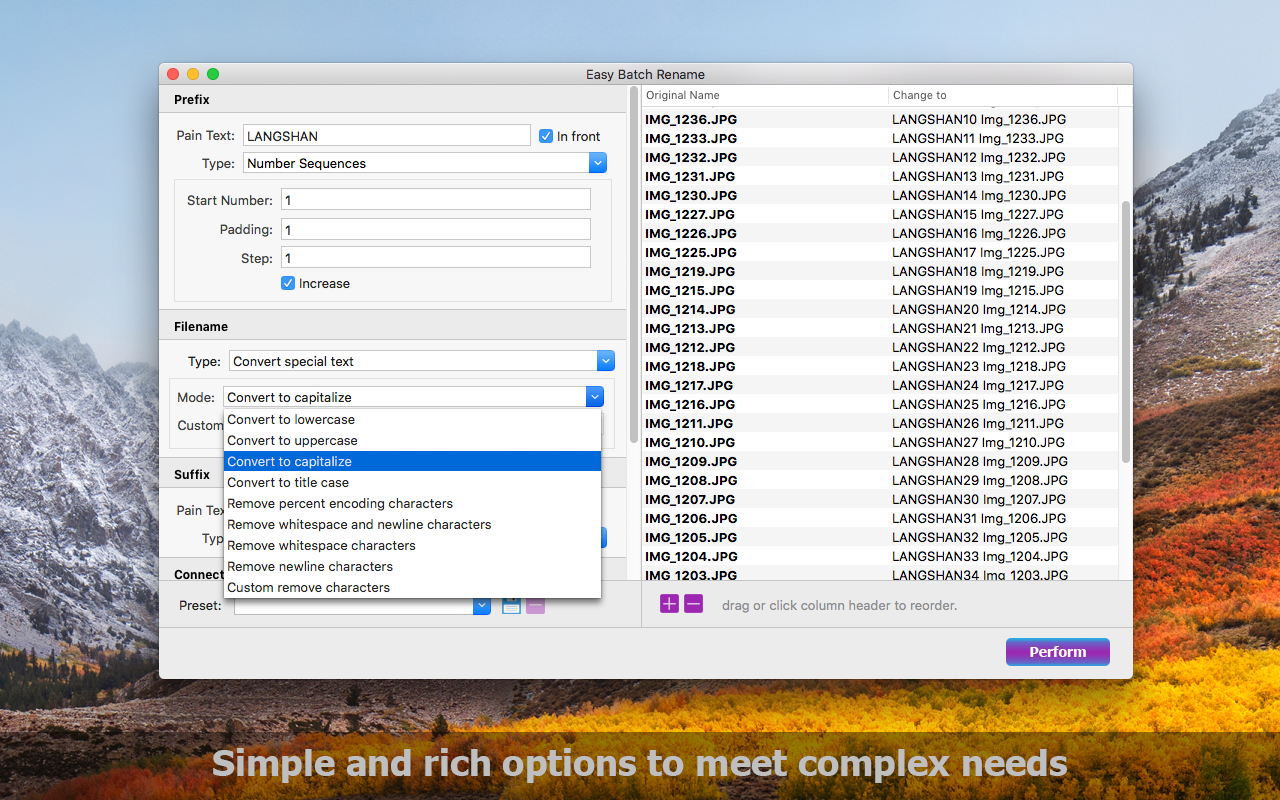 Easy Batch Rename
Prefix
Pain Text: LANGSHAN In front
Type: Number Sequences
Start Number: 1
Padding: 1
Step: 1
Increase
Filename
Type: Convert special text
Mode: Convert to capitalize
Custom
Convert to lowercase
Convert to uppercase
Convert to capitalize
Convert to title case
Remove percent encoding characters
Remove whitespace and newline characters
Remove whitespace characters
Remove newline characters
Custom remove characters
Suffix
Pain Te
Typ
Connect
Preset:
Original Name Change to
IMG_1236.JPG LANGSHAN10 Img_1236.JPG
IMG_1233.JPG LANGSHAN11 Img_1233.JPG
IMG_1232.JPG LANGSHAN12 Img_1232.JPG
IMG_1231.JPG LANGSHAN13 Img_1231.JPG
IMG_1230.JPG LANGSHAN14 Img_1230.JPG
IMG_1227.JPG LANGSHAN15 Img_1227.JPG
IMG_1226.JPG LANGSHAN16 Img_1226.JPG
IMG_1225.JPG LANGSHAN17 Img_1225.JPG
IMG_1219.JPG LANGSHAN18 Img_1219.JPG
IMG_1215.JPG LANGSHAN19 Img_1215.JPG
IMG_1214.JPG LANGSHAN20 Img_1214.JPG
IMG_1213.JPG LANGSHAN21 Img_1213.JPG
IMG_1212.JPG LANGSHAN22 Img_1212.JPG
IMG_1218.JPG LANGSHAN23 Img_1218.JPG
IMG_1217.JPG LANGSHAN24 Img_1217.JPG
IMG_1216.JPG LANGSHAN25 Img_1216.JPG
IMG_1211.JPG LANGSHAN26 Img_1211.JPG
IMG_1210.JPG LANGSHAN27 Img_1210.JPG
IMG_1209.JPG LANGSHAN28 Img_1209.JPG
IMG_1208.JPG LANGSHAN29 Img_1208.JPG
IMG_1207.JPG LANGSHAN30 Img_1207.JPG
IMG_1206.JPG LANGSHAN31 Img_1206.JPG
IMG_1205.JPG LANGSHAN32 Img_1205.JPG
IMG_1204.JPG LANGSHAN33 Img_1204.JPG
IMG_1203.JPG LANGSHAN34 Img_1203.JPG
drag or click column header to reorder.
Perform
Simple and rich options to meet complex needs